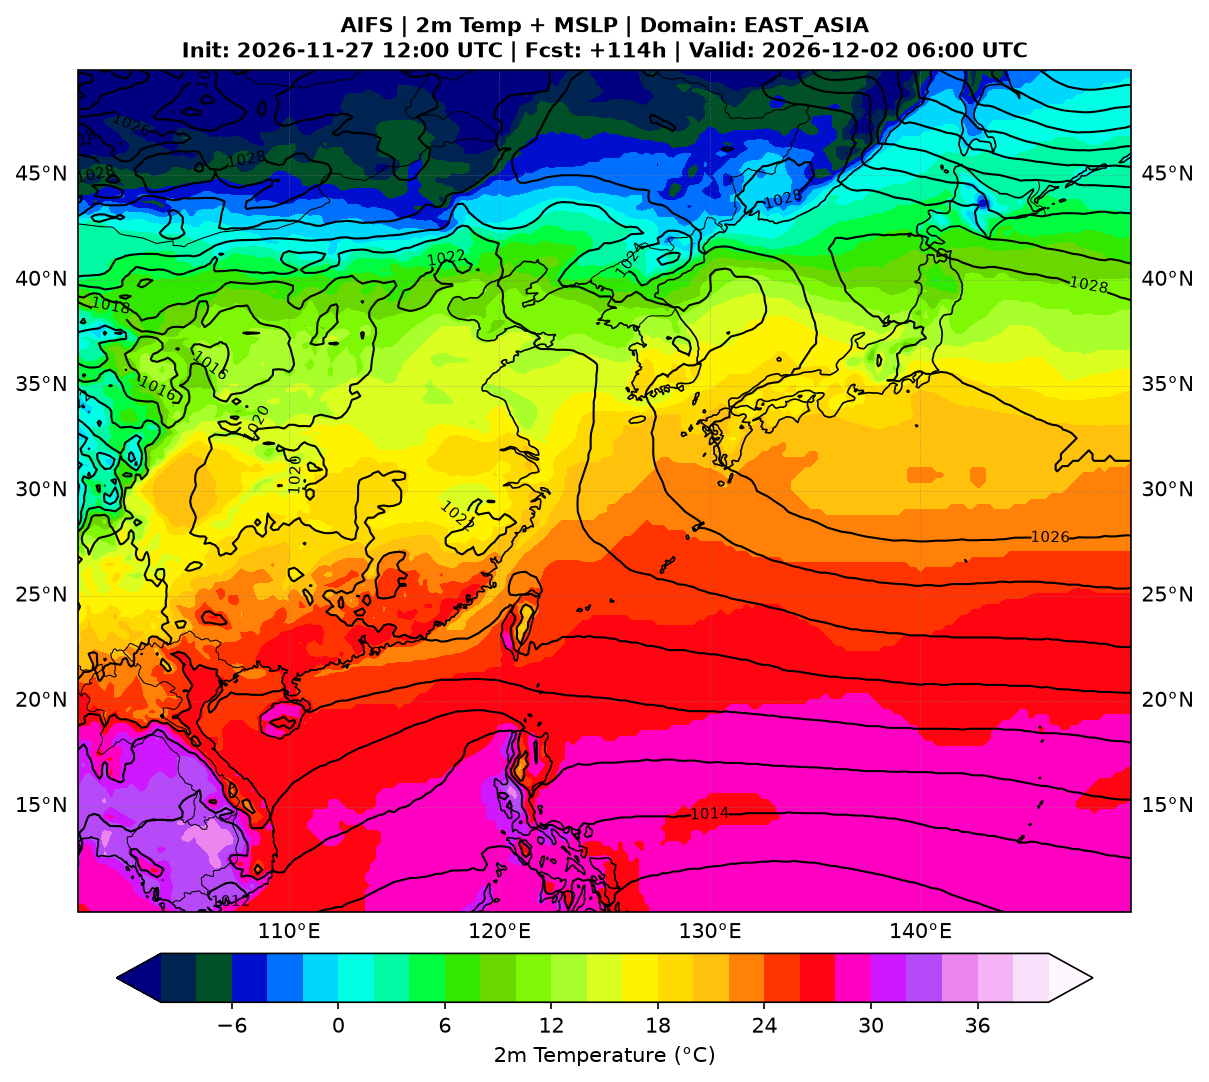 AIFS | 2m Temp + MSLP | Domain: EAST_ASIA
Init: 2026-11-27 12:00 UTC | Fcst: +114h | Valid: 2026-12-02 06:00 UTC
1026
1028
1028
1028
1022
1024
1028
1018
1016
1016
1020
1020
1022
1026
1014
1012
45°N
40°N
35°N
30°N
25°N
20°N
15°N
45°N
40°N
35°N
30°N
25°N
20°N
15°N
110°E 120°E 130°E 140°E
−6 0 6 12 18 24 30 36
2m Temperature (°C)